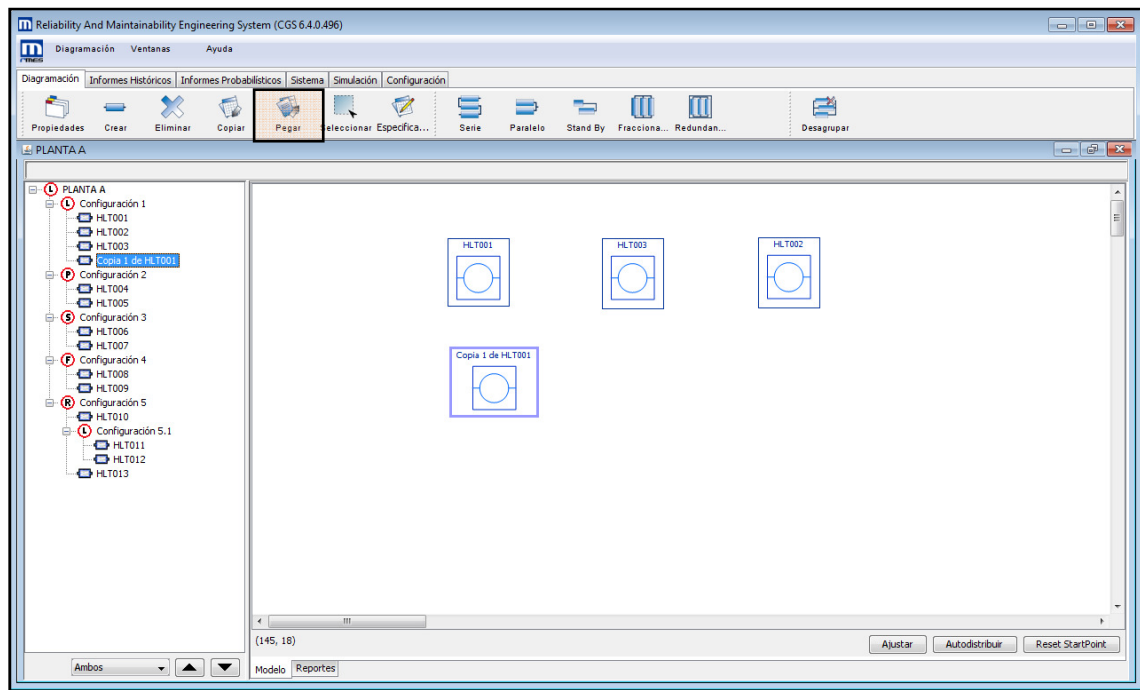 Reliability And Maintainability Engineering System (CGS 6.4.0.496)
Diagramación Ventanas Ayuda
Diagramación Informes Históricos Informes Probabilísticos Sistema Simulación Configuración
Propiedades Crear Eliminar Copiar Pegar Seleccionar Especifica... Serie Paralelo Stand By Fracciona... Redundan... Desagrupar
PLANTA A
L PLANTA A
L Configuración 1
HLT001
HLT002
HLT003
Copia 1 de HLT001
P Configuración 2
HLT004
HLT005
S Configuración 3
HLT006
HLT007
F Configuración 4
HLT008
HLT009
R Configuración 5
HLT010
L Configuración 5.1
HLT011
HLT012
HLT013
HLT001 HLT003 HLT002
Copia 1 de HLT001
(145, 18)
Ajustar Autodistribuir Reset StartPoint
Ambos
Modelo Reportes